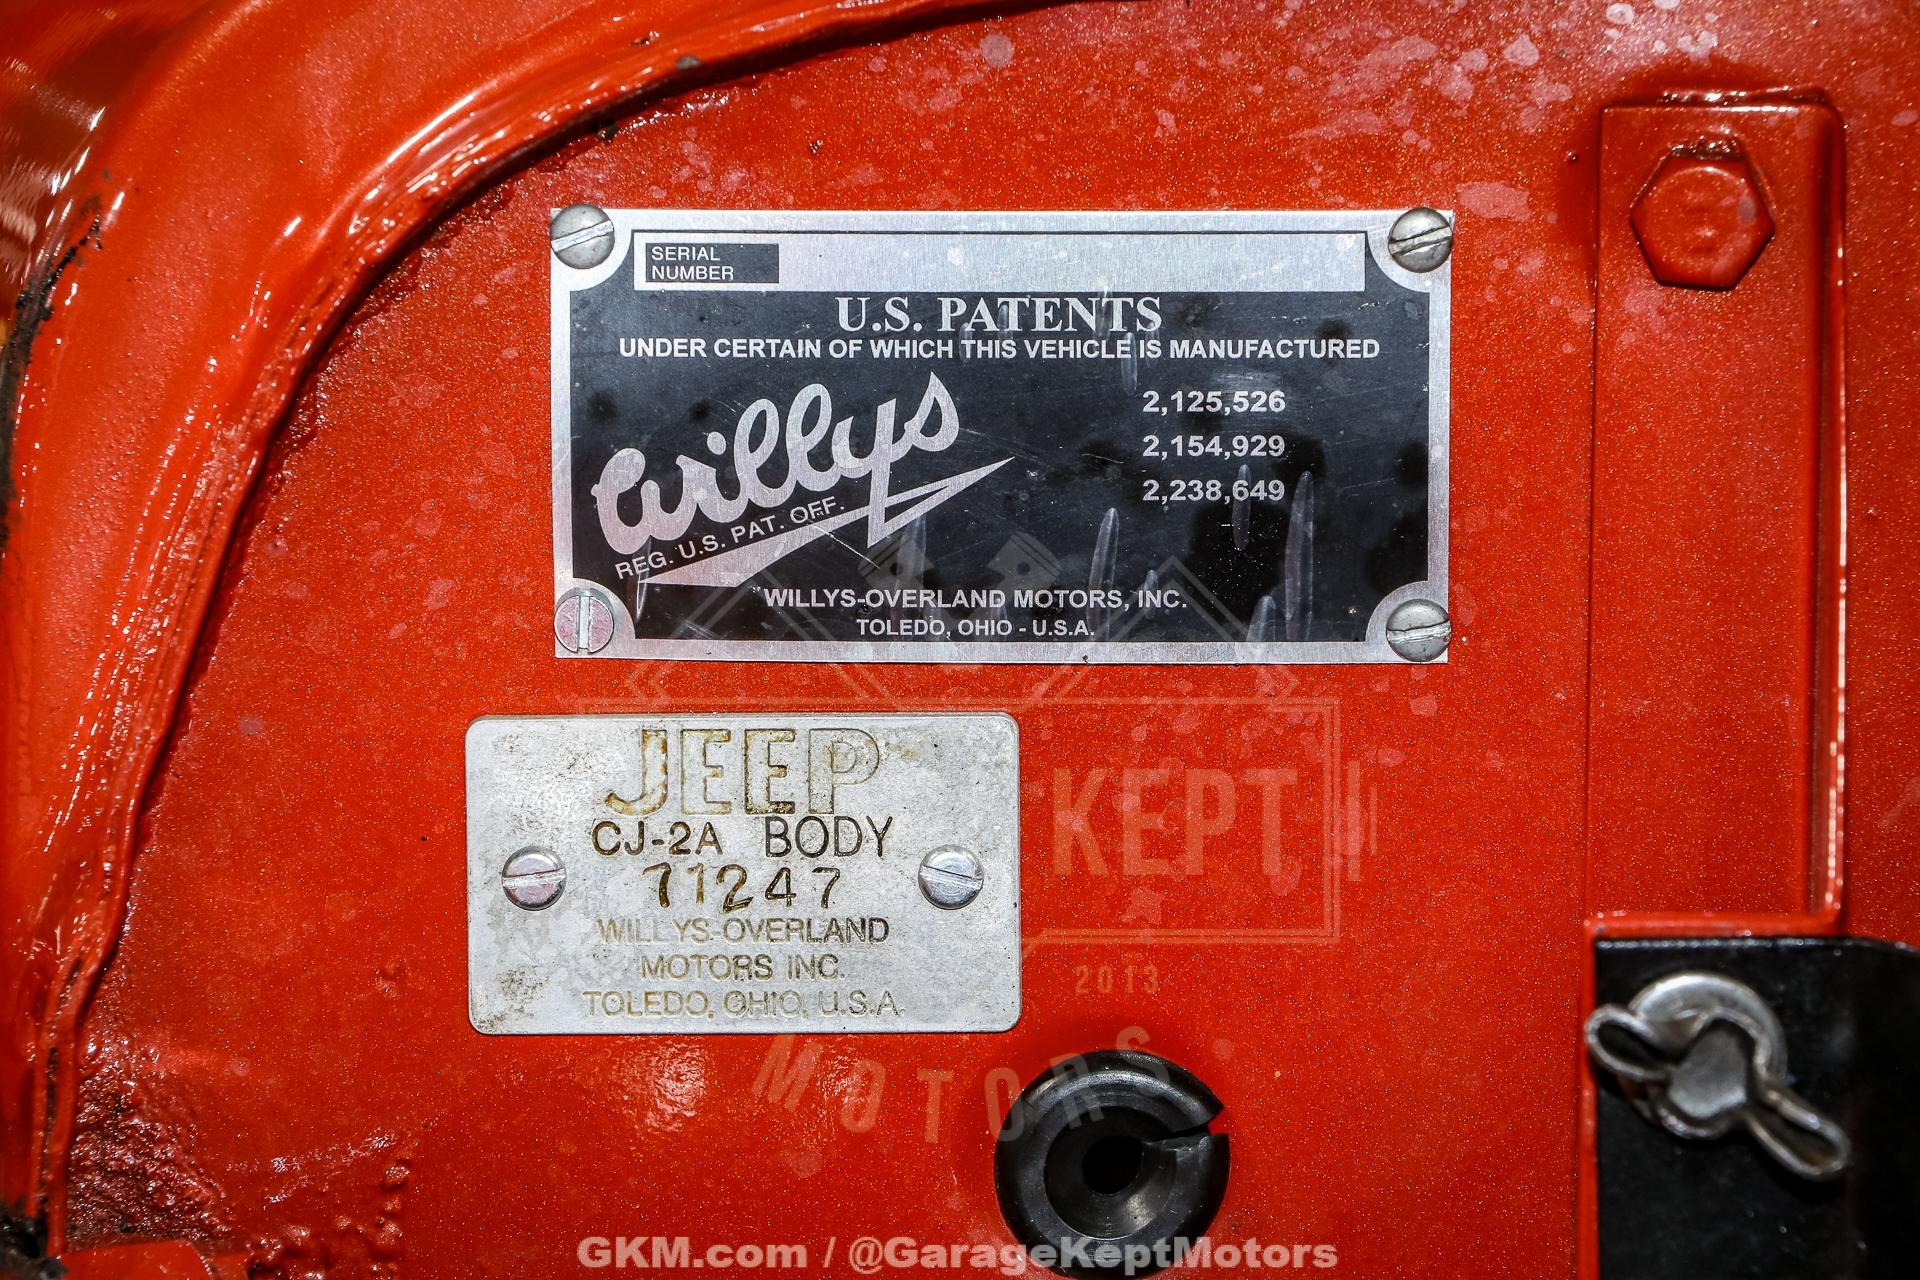 SERIAL
NUMBER
U.S. PATENTS
UNDER CERTAIN OF WHICH THIS VEHICLE IS MANUFACTURED
Willys
REG. U.S. PAT. OFF.
2,125,526
2,154,929
2,238,649
WILLYS-OVERLAND MOTORS, INC.
TOLEDO, OHIO - U.S.A.
JEEP
CJ-2A BODY
71247
WILLYS-OVERLAND
MOTORS INC.
TOLEDO, OHIO, U.S.A.
KEPT
2013
MOTORS
GKM.com / @GarageKeptMotors